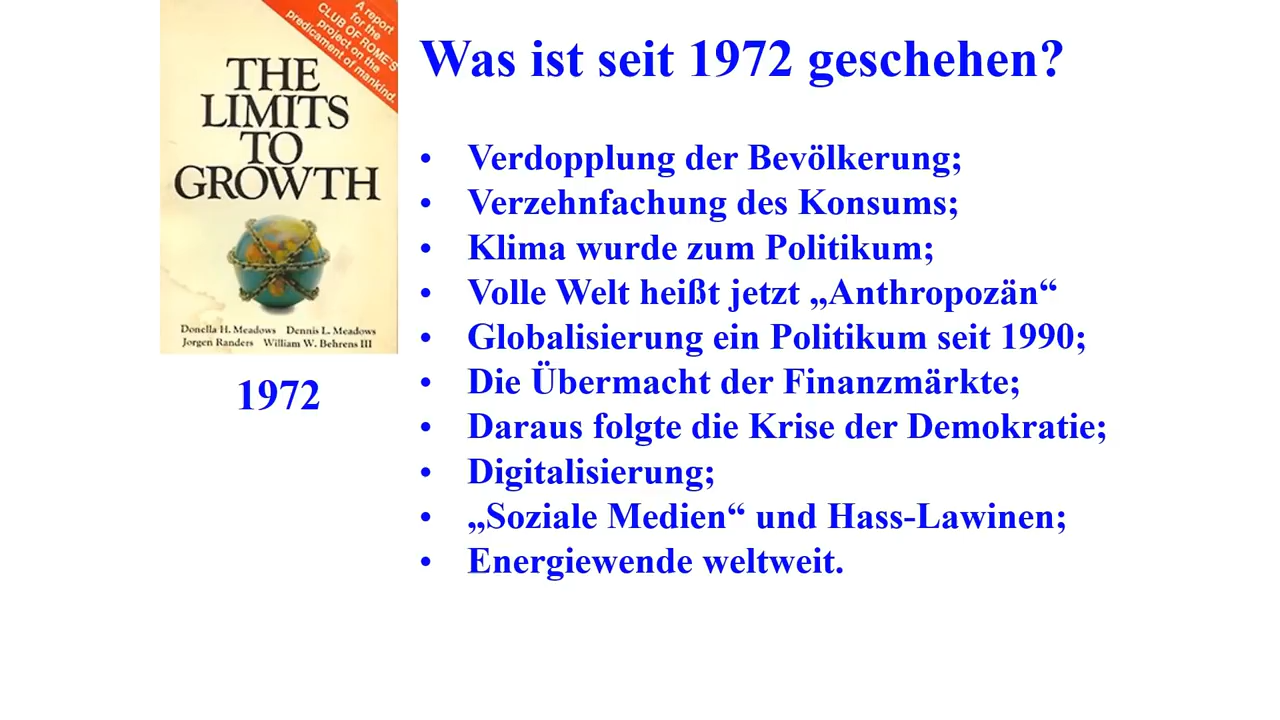 A report
for the
CLUB OF ROME'S
project on the
predicament of mankind.
THE
LIMITS
TO
GROWTH
Donella H. Meadows Dennis L. Meadows
Jorgen Randers William W. Behrens III
1972
Was ist seit 1972 geschehen?
• Verdopplung der Bevölkerung;
• Verzehnfachung des Konsums;
• Klima wurde zum Politikum;
• Volle Welt heißt jetzt „Anthropozän“
• Globalisierung ein Politikum seit 1990;
• Die Übermacht der Finanzmärkte;
• Daraus folgte die Krise der Demokratie;
• Digitalisierung;
• „Soziale Medien“ und Hass-Lawinen;
• Energiewende weltweit.